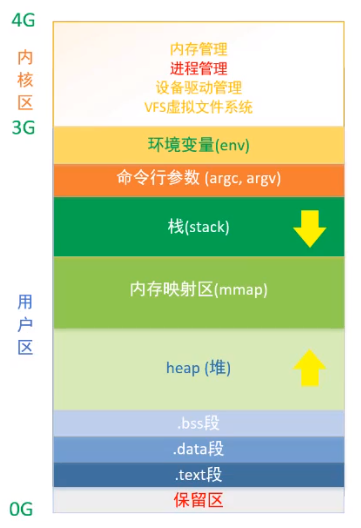 4G
内核区
内存管理
进程管理
设备驱动管理
VFS虚拟文件系统
3G
环境变量(env)
命令行参数 (argc, argv)
栈(stack)
内存映射区(mmap)
用户区
heap (堆)
.bss段
.data段
.text段
保留区
0G